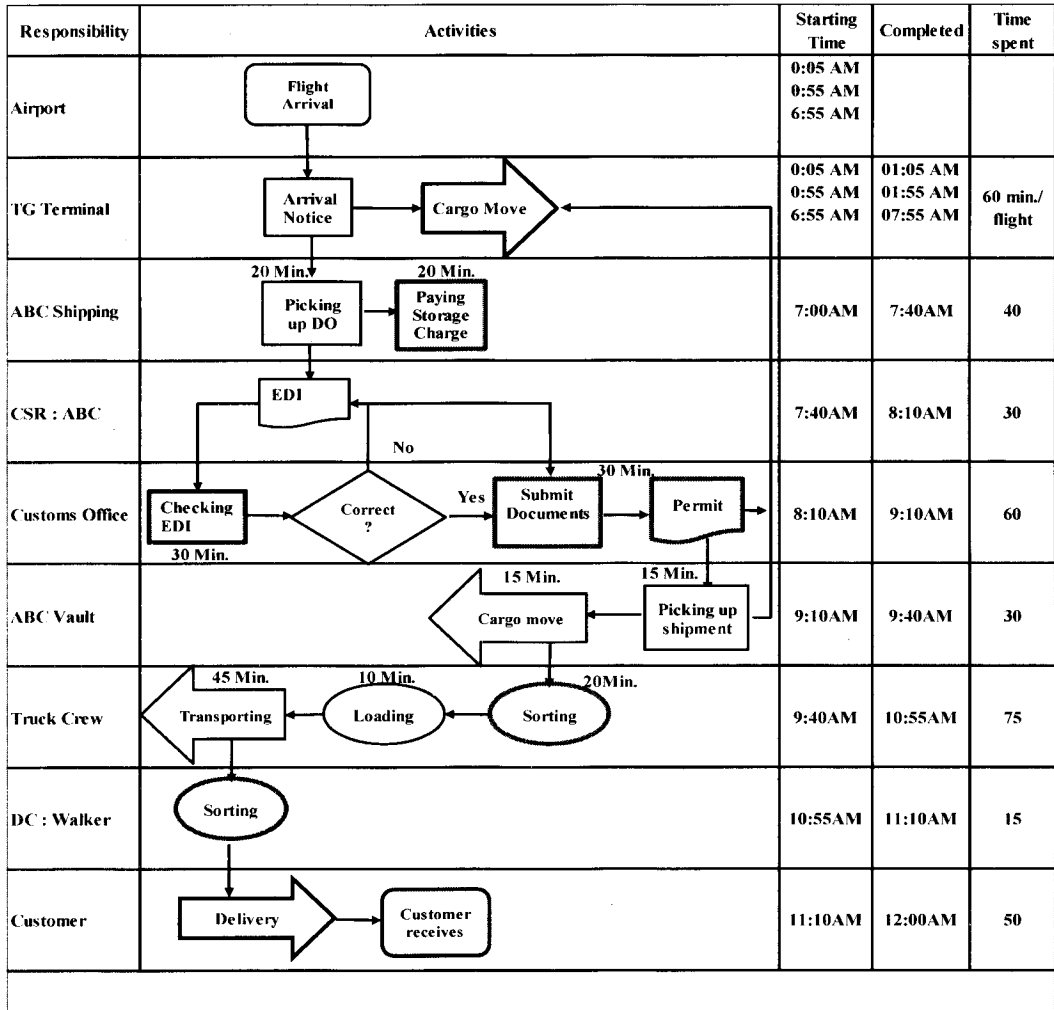 Responsibility
Activities
Starting
Time
Completed
Time
spent
Airport
Flight
Arrival
0:05 AM
0:55 AM
6:55 AM
TG Terminal
Arrival
Notice
Cargo Move
0:05 AM
0:55 AM
6:55 AM
01:05 AM
01:55 AM
07:55 AM
60 min./
flight
20 Min.
20 Min.
ABC Shipping
Picking
up DO
Paying
Storage
Charge
7:00AM
7:40AM
40
CSR : ABC
EDI
No
7:40AM
8:10AM
30
Customs Office
Checking
EDI
30 Min.
Correct
?
Yes
Submit
Documents
30 Min.
Permit
8:10AM
9:10AM
60
ABC Vault
15 Min.
15 Min.
Cargo move
Picking up
shipment
9:10AM
9:40AM
30
Truck Crew
45 Min.
10 Min.
20Min.
Transporting
Loading
Sorting
9:40AM
10:55AM
75
DC : Walker
Sorting
10:55AM
11:10AM
15
Customer
Delivery
Customer
receives
11:10AM
12:00AM
50